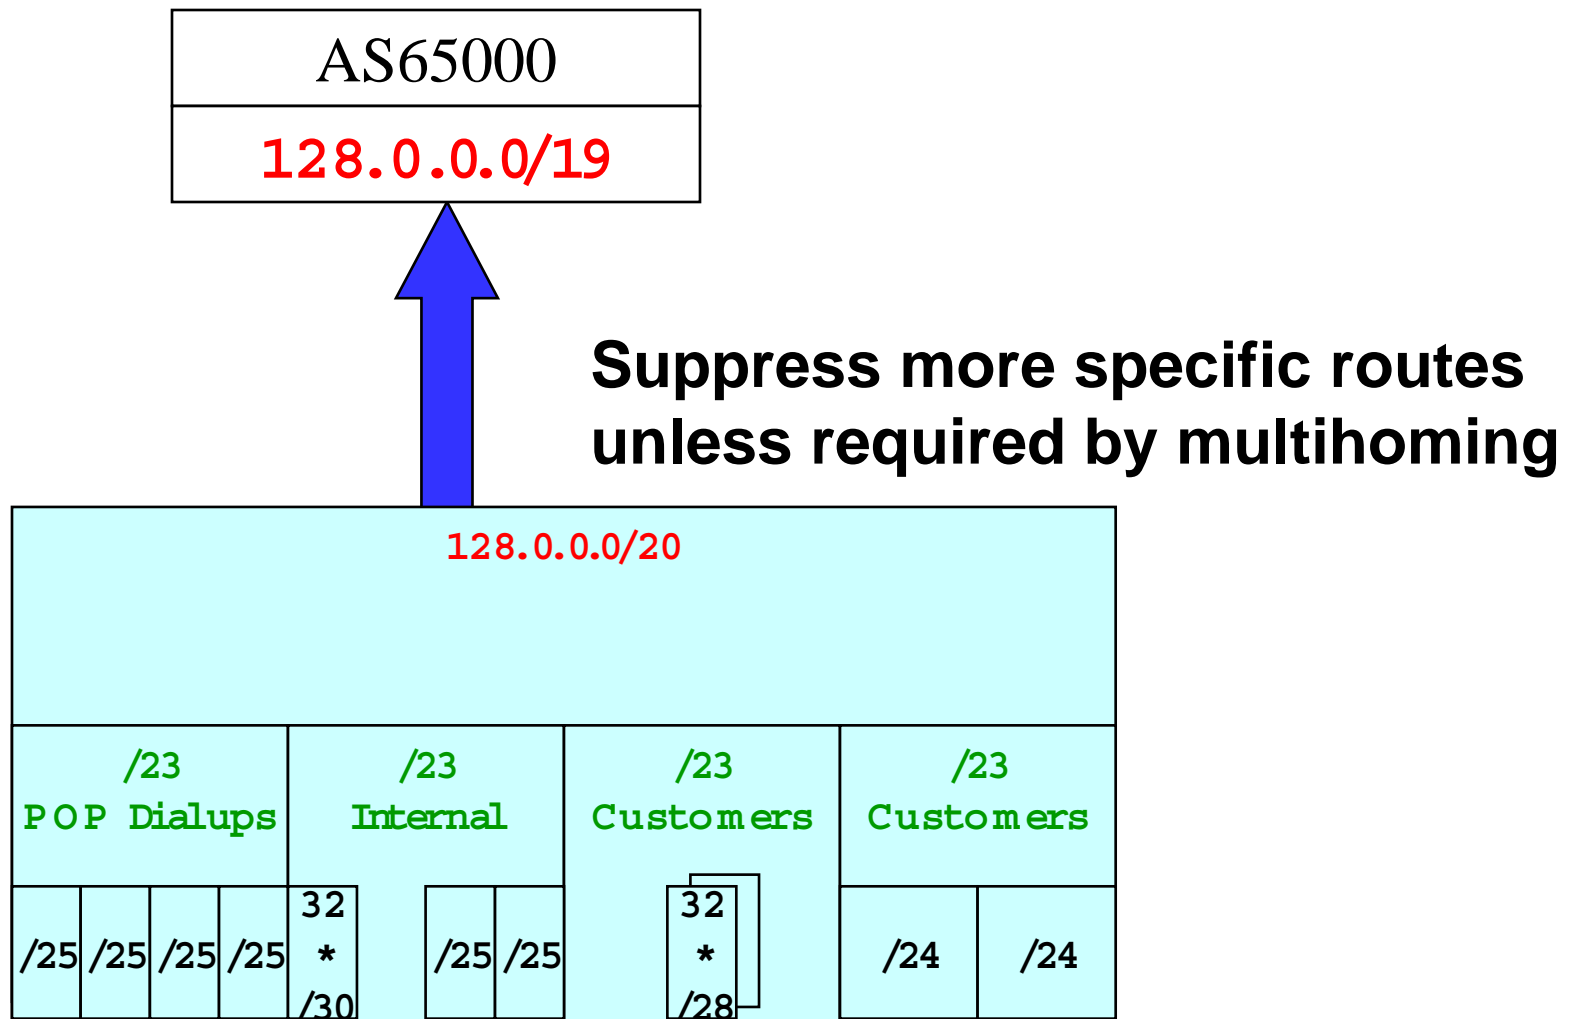 AS65000
128.0.0.0/19
Suppress more specific routes
unless required by multihoming
128.0.0.0/20
/23
POP Dialups
/23
Internal
/23
Customers
/23
Customers
/25
/25
/25
/25
32
*
/30
/25
/25
32
*
/28
/24
/24